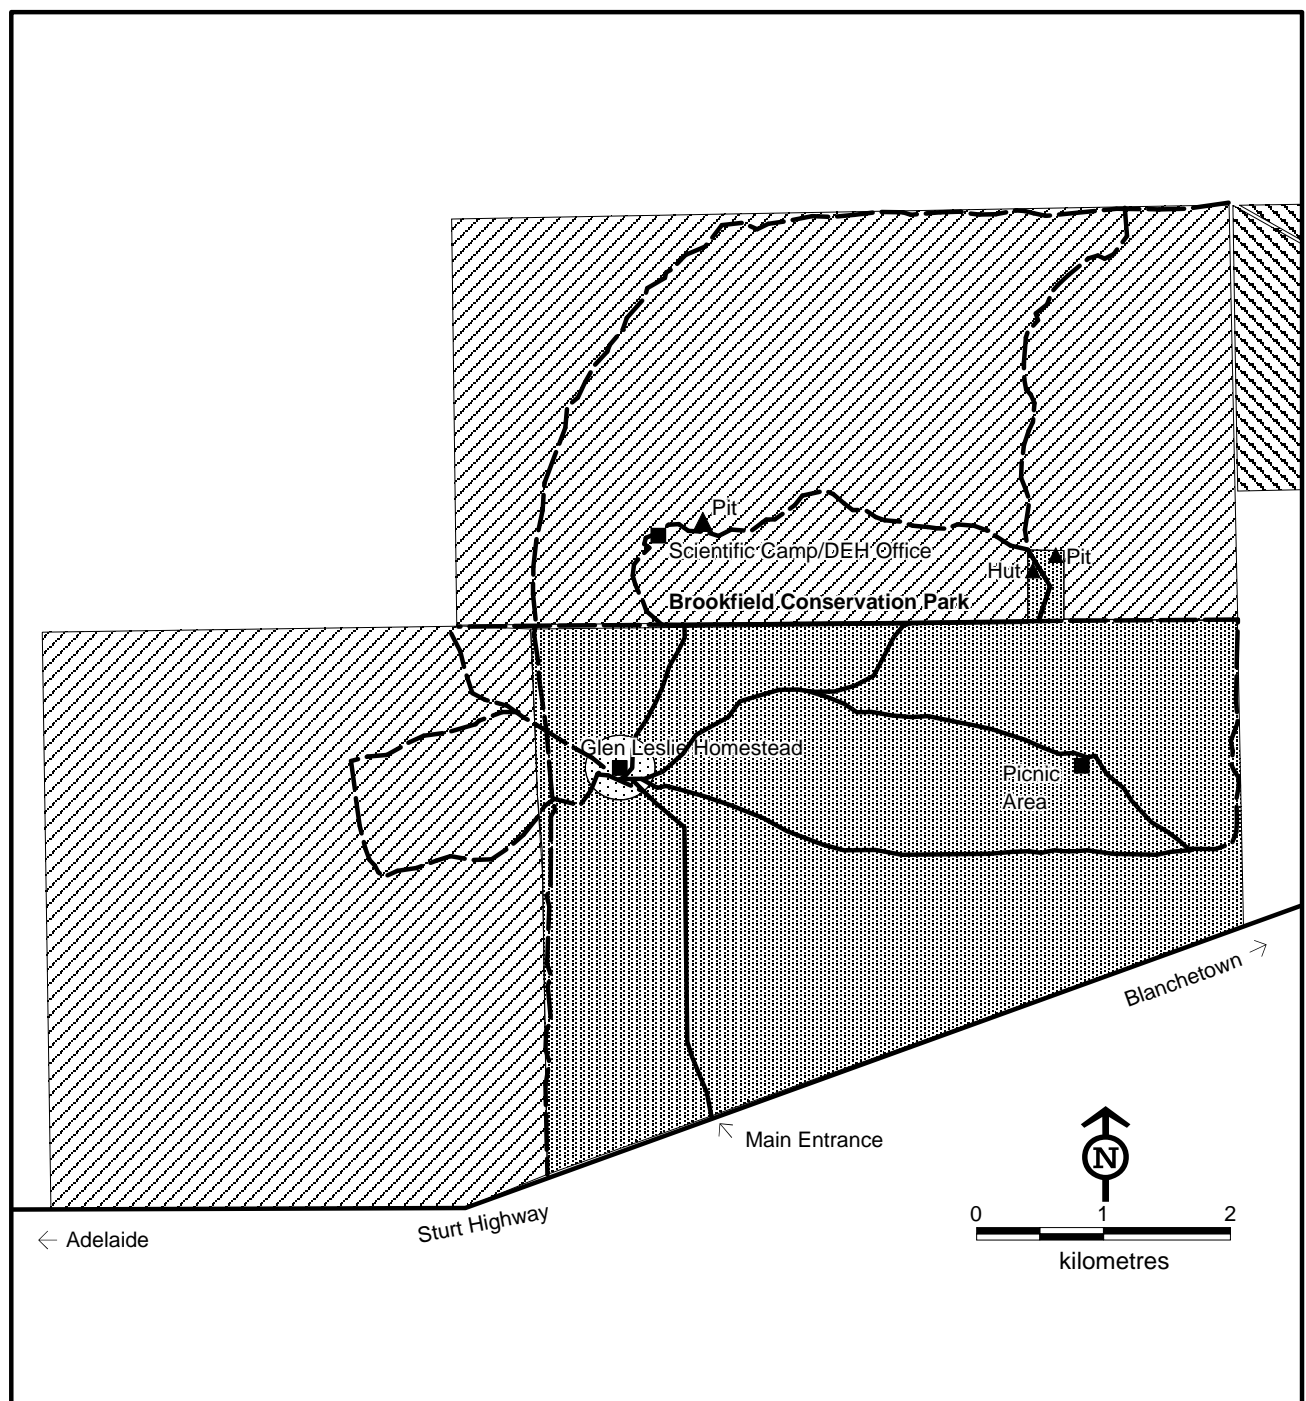 Pit
Scientific Camp/DEH Office
Pit
Hut
Brookfield Conservation Park
Glen Leslie Homestead
Picnic
Area
Blanchetown
Main Entrance
N
Sturt Highway
Adelaide
0 1 2
kilometres